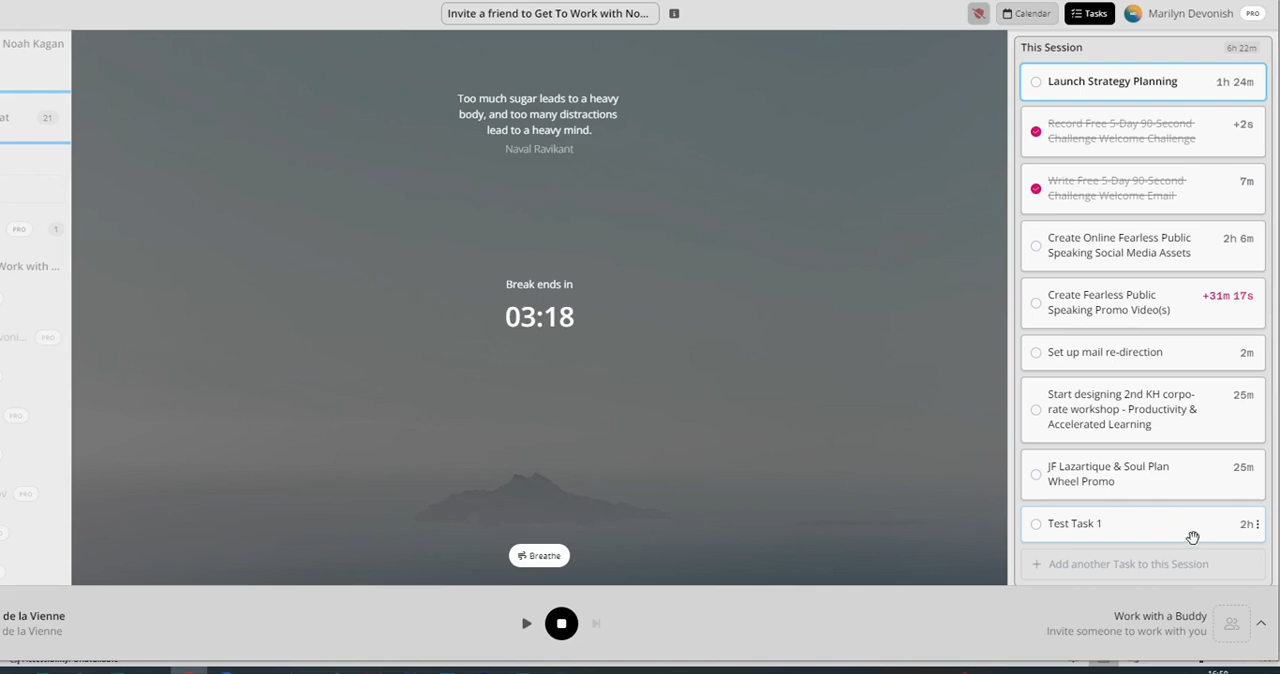 Invite a friend to Get To Work with No...
Calendar
Tasks
Marilyn Devonish
PRO
Noah Kagan
at
21
PRO
1
Work with ...
voni...
PRO
PRO
ov
PRO
Too much sugar leads to a heavy
body, and too many distractions
lead to a heavy mind.
Naval Ravikant
Break ends in
03:18
Breathe
This Session
6h 22m
Launch Strategy Planning
1h 24m
Record Free 5-Day 90-Second
Challenge Welcome Challenge
+2s
Write Free 5-Day 90-Second
Challenge Welcome Email
7m
Create Online Fearless Public
Speaking Social Media Assets
2h 6m
Create Fearless Public
Speaking Promo Video(s)
+31m 17s
Set up mail re-direction
2m
Start designing 2nd KH corpo-
rate workshop - Productivity &
Accelerated Learning
25m
JF Lazartique & Soul Plan
Wheel Promo
25m
Test Task 1
2h
+ Add another Task to this Session
de la Vienne
de la Vienne
Work with a Buddy
Invite someone to work with you